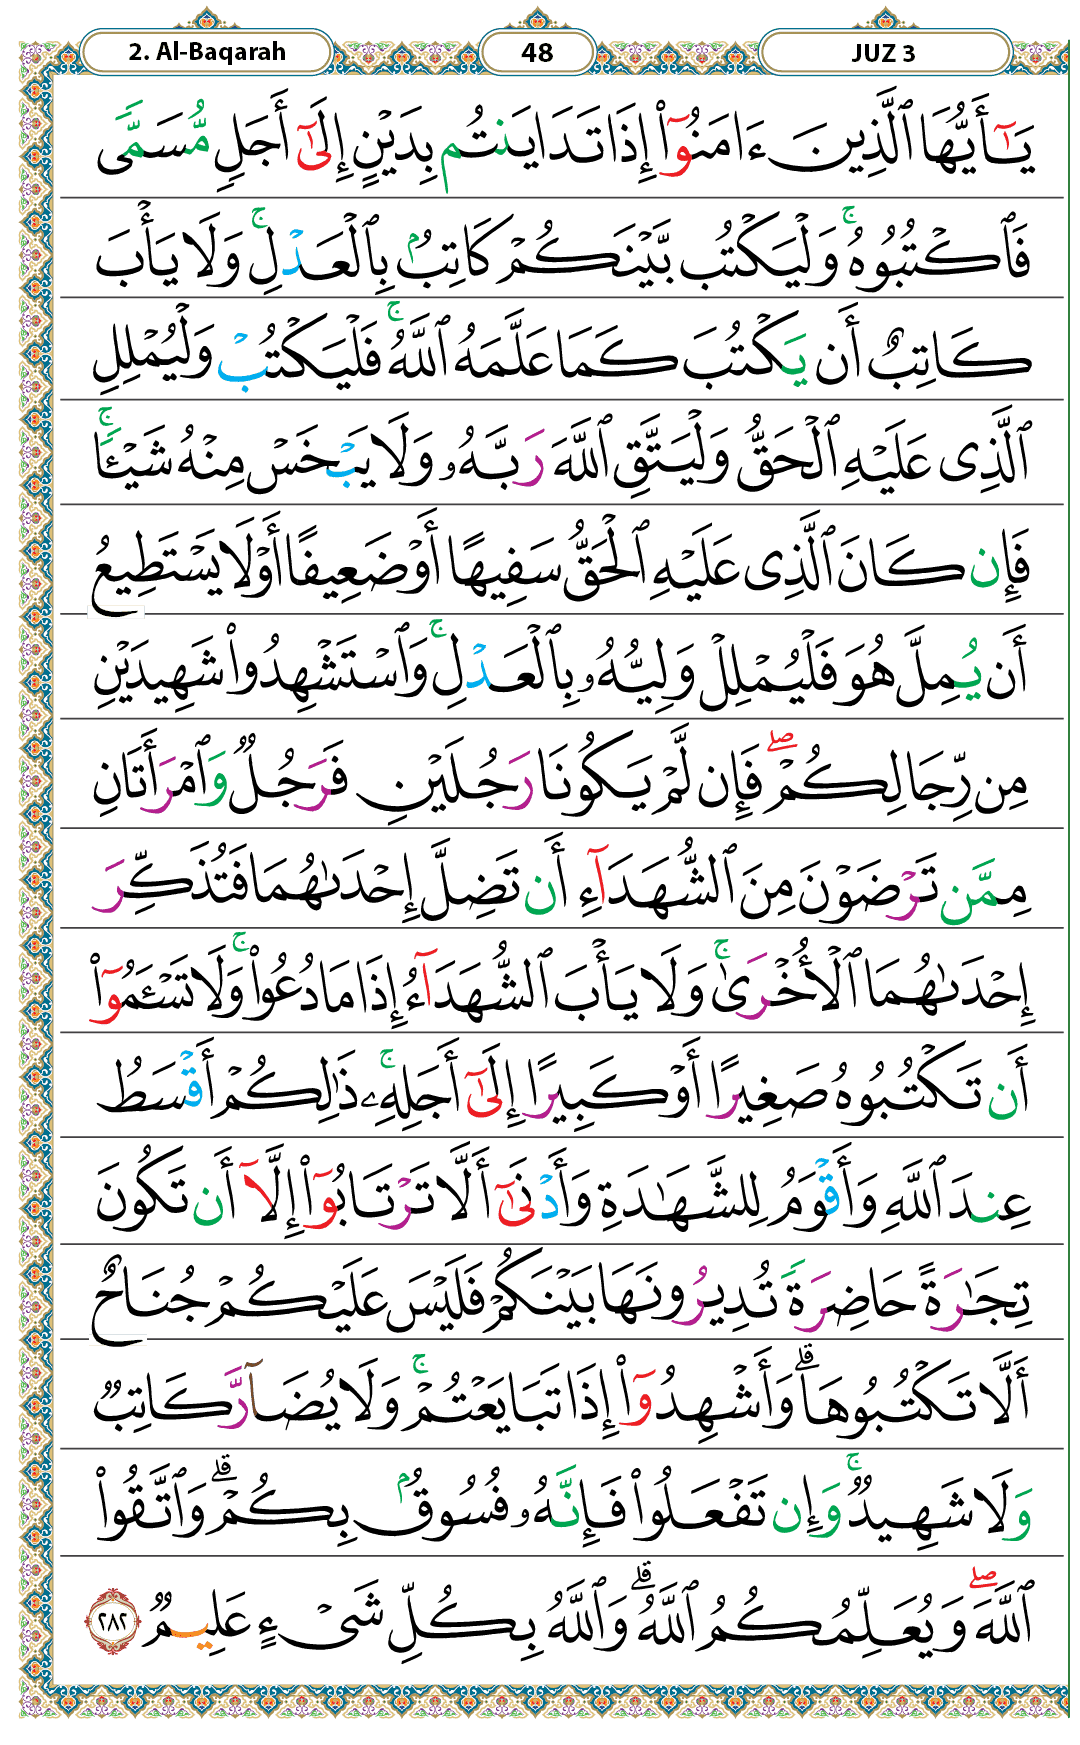 2. Al-Baqarah 48 JUZ 3
يَـٰٓأَيُّهَا ٱلَّذِينَ ءَامَنُوٓا۟ إِذَا تَدَايَنتُم بِدَيْنٍ إِلَىٰٓ أَجَلٍ مُّسَمًّى
فَٱكْتُبُوهُ ۚ وَلْيَكْتُب بَّيْنَكُمْ كَاتِبٌۢ بِٱلْعَدْلِ ۚ وَلَا يَأْبَ
كَاتِبٌ أَن يَكْتُبَ كَمَا عَلَّمَهُ ٱللَّهُ ۚ فَلْيَكْتُبْ وَلْيُمْلِلِ
ٱلَّذِى عَلَيْهِ ٱلْحَقُّ وَلْيَتَّقِ ٱللَّهَ رَبَّهُۥ وَلَا يَبْخَسْ مِنْهُ شَيْـًٔا ۚ
فَإِن كَانَ ٱلَّذِى عَلَيْهِ ٱلْحَقُّ سَفِيهًا أَوْ ضَعِيفًا أَوْ لَا يَسْتَطِيعُ
أَن يُمِلَّ هُوَ فَلْيُمْلِلْ وَلِيُّهُۥ بِٱلْعَدْلِ ۚ وَٱسْتَشْهِدُوا۟ شَهِيدَيْنِ
مِن رِّجَالِكُمْ ۖ فَإِن لَّمْ يَكُونَا رَجُلَيْنِ فَرَجُلٌ وَٱمْرَأَتَانِ
مِمَّن تَرْضَوْنَ مِنَ ٱلشُّهَدَآءِ أَن تَضِلَّ إِحْدَىٰهُمَا فَتُذَكِّرَ
إِحْدَىٰهُمَا ٱلْأُخْرَىٰ ۚ وَلَا يَأْبَ ٱلشُّهَدَآءُ إِذَا مَا دُعُوا۟ ۚ وَلَا تَسْـَٔمُوٓا۟
أَن تَكْتُبُوهُ صَغِيرًا أَوْ كَبِيرًا إِلَىٰٓ أَجَلِهِۦ ۚ ذَٰلِكُمْ أَقْسَطُ
عِندَ ٱللَّهِ وَأَقْوَمُ لِلشَّهَـٰدَةِ وَأَدْنَىٰٓ أَلَّا تَرْتَابُوٓا۟ إِلَّآ أَن تَكُونَ
تِجَـٰرَةً حَاضِرَةً تُدِيرُونَهَا بَيْنَكُمْ فَلَيْسَ عَلَيْكُمْ جُنَاحٌ
أَلَّا تَكْتُبُوهَا ۗ وَأَشْهِدُوٓا۟ إِذَا تَبَايَعْتُمْ ۚ وَلَا يُضَآرَّ كَاتِبٌ
وَلَا شَهِيدٌ ۚ وَإِن تَفْعَلُوا۟ فَإِنَّهُۥ فُسُوقٌۢ بِكُمْ ۗ وَٱتَّقُوا۟
ٱللَّهَ ۖ وَيُعَلِّمُكُمُ ٱللَّهُ ۗ وَٱللَّهُ بِكُلِّ شَىْءٍ عَلِيمٌ ٢٨٢